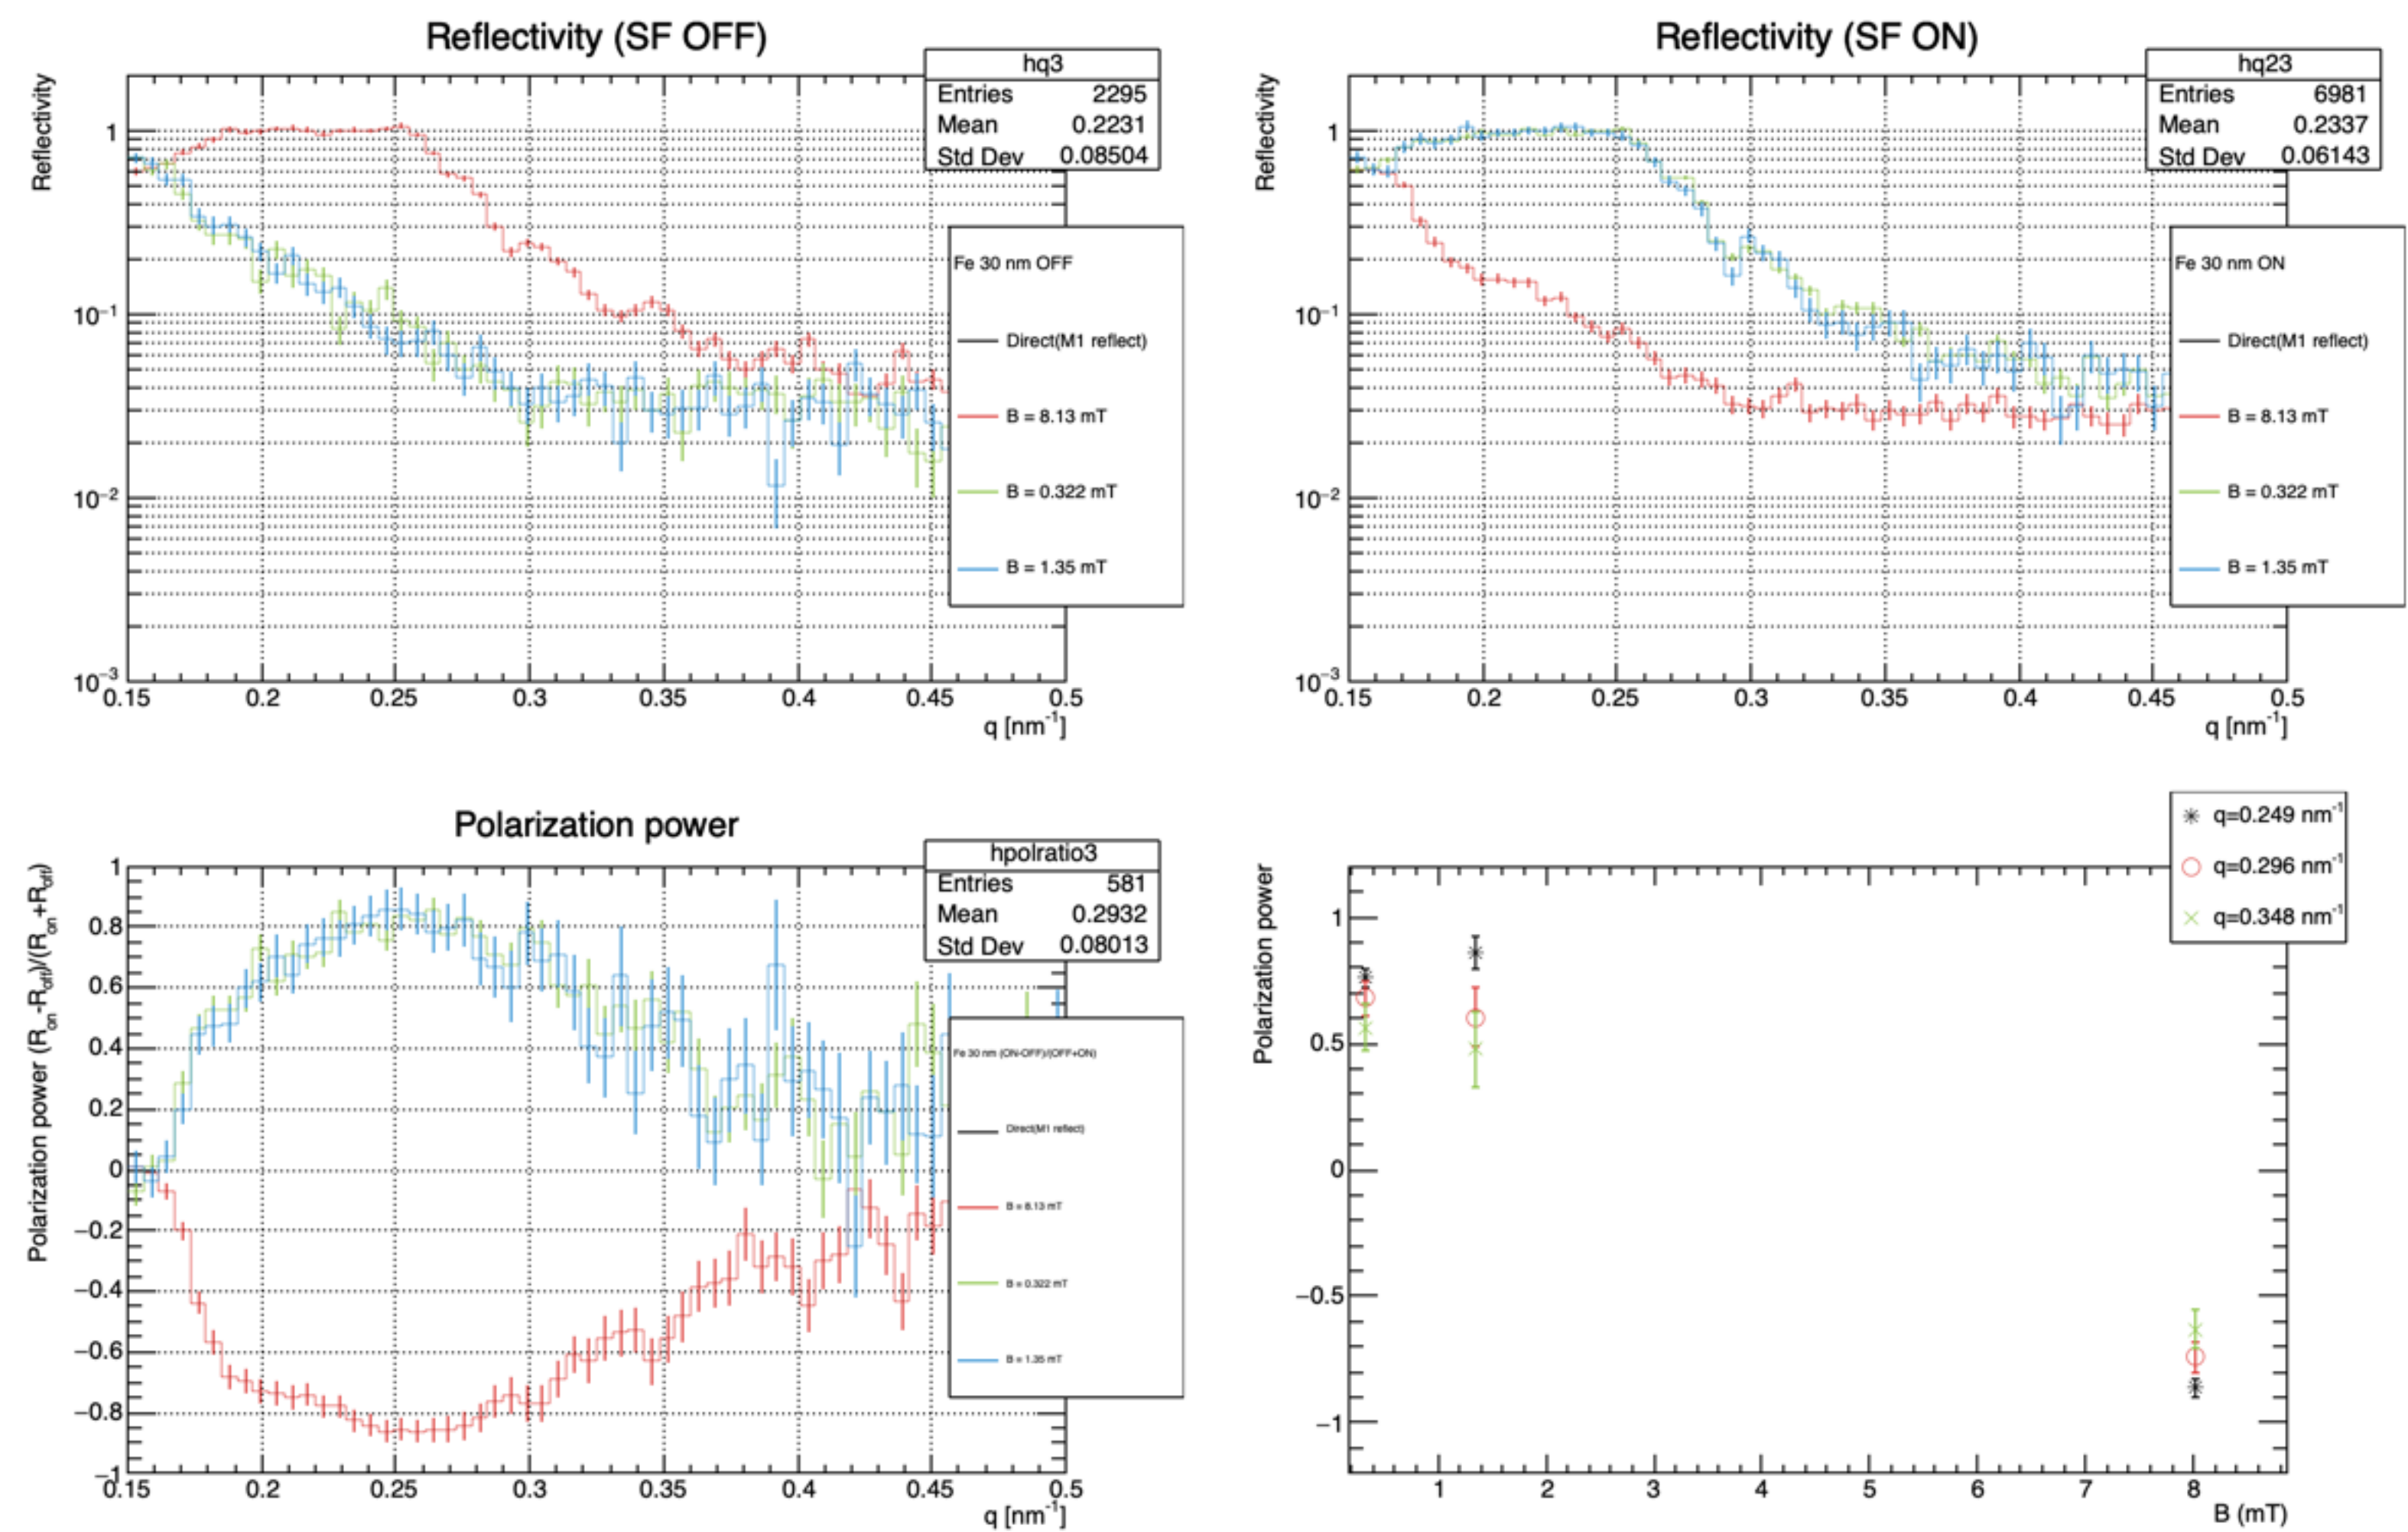 Reflectivity (SF OFF)
hq3
Entries 2295
Mean 0.2231
Std Dev 0.08504
Reflectivity
1
10⁻¹
10⁻²
10⁻³
Fe 30 nm OFF
Direct(M1 reflect)
B = 8.13 mT
B = 0.322 mT
B = 1.35 mT
0.15 0.2 0.25 0.3 0.35 0.4 0.45 0.5
q [nm⁻¹]
Reflectivity (SF ON)
hq23
Entries 6981
Mean 0.2337
Std Dev 0.06143
Reflectivity
1
10⁻¹
10⁻²
10⁻³
Fe 30 nm ON
Direct(M1 reflect)
B = 8.13 mT
B = 0.322 mT
B = 1.35 mT
0.15 0.2 0.25 0.3 0.35 0.4 0.45 0.5
q [nm⁻¹]
Polarization power
hpolratio3
Entries 581
Mean 0.2932
Std Dev 0.08013
Polarization power (R_on-R_off)/(R_on+R_off)
1
0.8
0.6
0.4
0.2
0
−0.2
−0.4
−0.6
−0.8
−1
Fe 30 nm (ON-OFF)/(OFF+ON)
Direct(M1 reflect)
B = 8.13 mT
B = 0.322 mT
B = 1.35 mT
0.15 0.2 0.25 0.3 0.35 0.4 0.45 0.5
q [nm⁻¹]
q=0.249 nm⁻¹
q=0.296 nm⁻¹
q=0.348 nm⁻¹
Polarization power
1
0.5
0
−0.5
−1
1 2 3 4 5 6 7 8
B (mT)